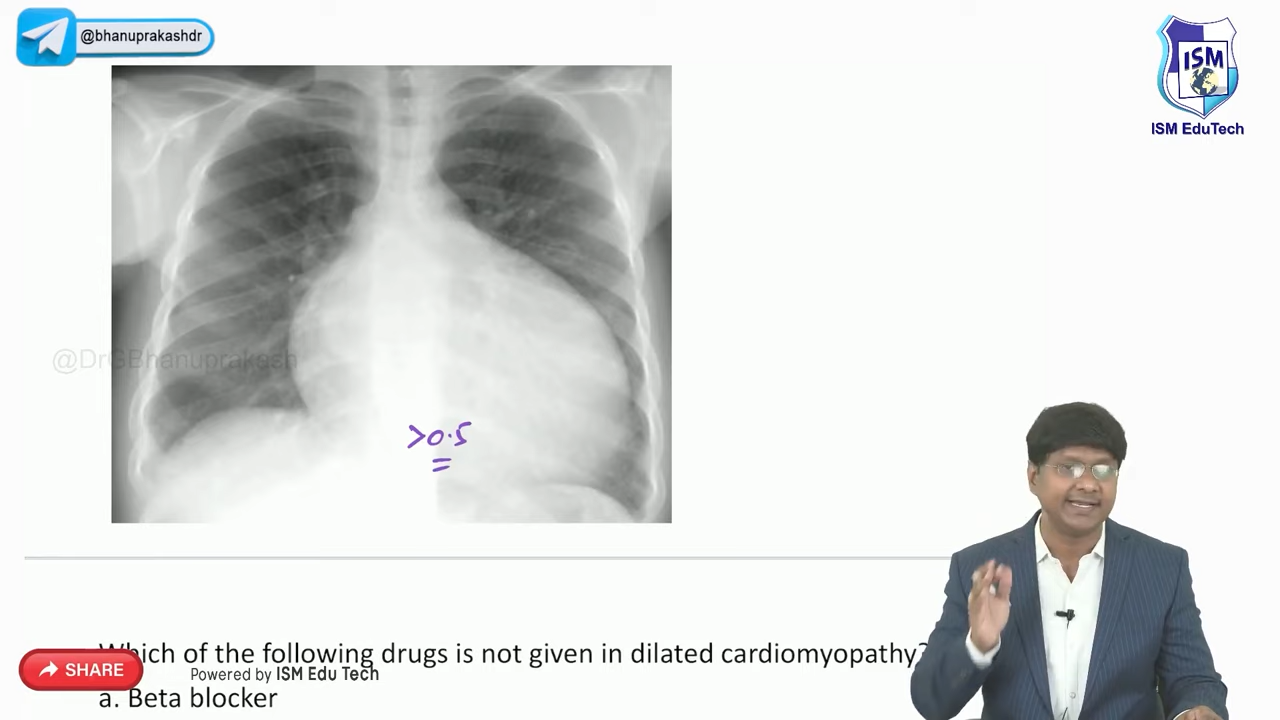 @bhanuprakashdr
ISM
ISM EduTech
@DrGBhanuprakash
>0.5
Which of the following drugs is not given in dilated cardiomyopathy?
SHARE
Powered by ISM Edu Tech
a. Beta blocker